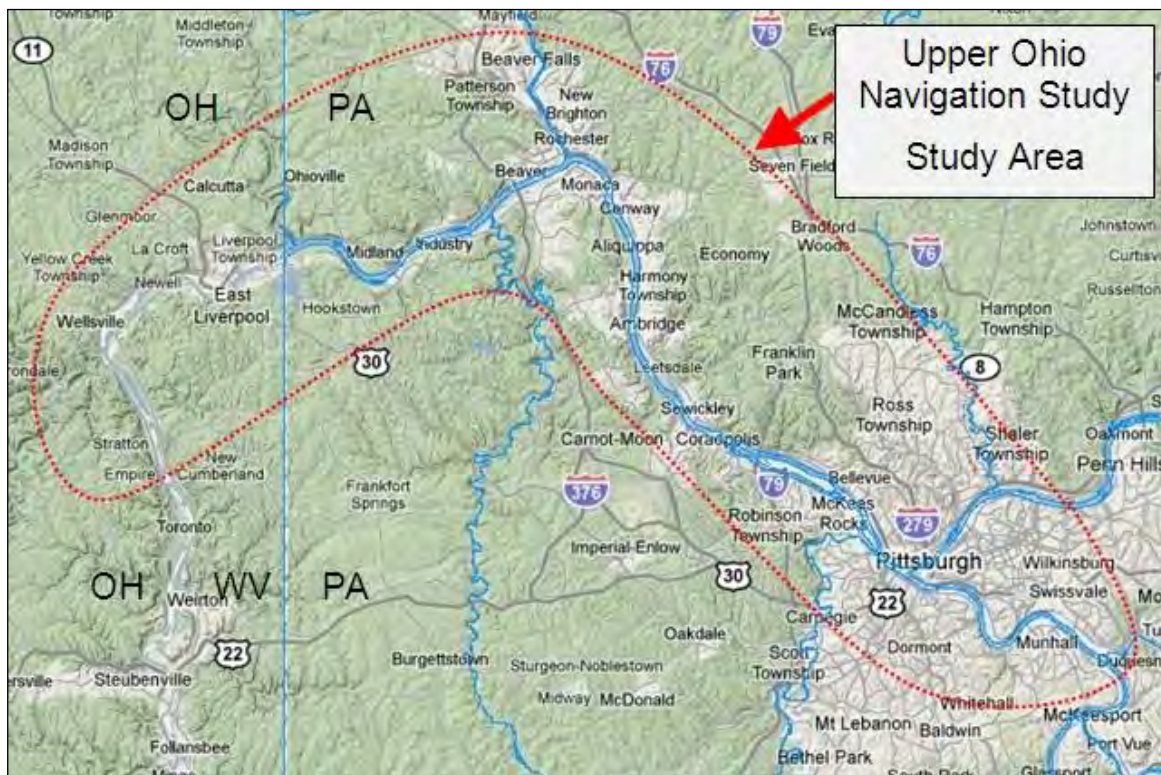 Township
Middleton
Township
Mayfield
Nixon
11
79
76
Beaver Falls
Upper Ohio
Navigation Study
Study Area
OH
PA
Patterson
Township
New
Brighton
Rochester
Madison
Township
Seven Field
Calcutta
Ohioville
Beaver
Monaca
Conway
Glenmoor
La Croft
Liverpool
Township
Midland
Industry
Aliquippa
Economy
Bradford
Woods
Johnstown
76
Curtisv
Yellow Creek
Township
Newell
East
Liverpool
Hookstown
Harmony
Township
Russellton
Wellsville
Ambridge
McCandless
Township
Hampton
Township
30
Franklin
Park
Leetsdale
8
Sewickley
Ross
Township
Stratton
Carnot-Moon
Coraopolis
Shaler
Township
Oakmont
Empire
New
Cumberland
Frankfort
Springs
376
79
Bellevue
Penn Hills
McKees
Rocks
Toronto
Robinson
Township
279
Imperial-Enlow
Pittsburgh
Wilkinsburg
OH
WV
PA
30
22
Swissvale
Weirton
Carnegie
22
Oakdale
Dormont
Munhall
Burgettstown
Sturgeon-Noblestown
Scott
Township
Duquesn
Steubenville
Midway
McDonald
Whitehall
McKeesport
Mt Lebanon
Baldwin
Port Vue
Follansbee
Bethel Park